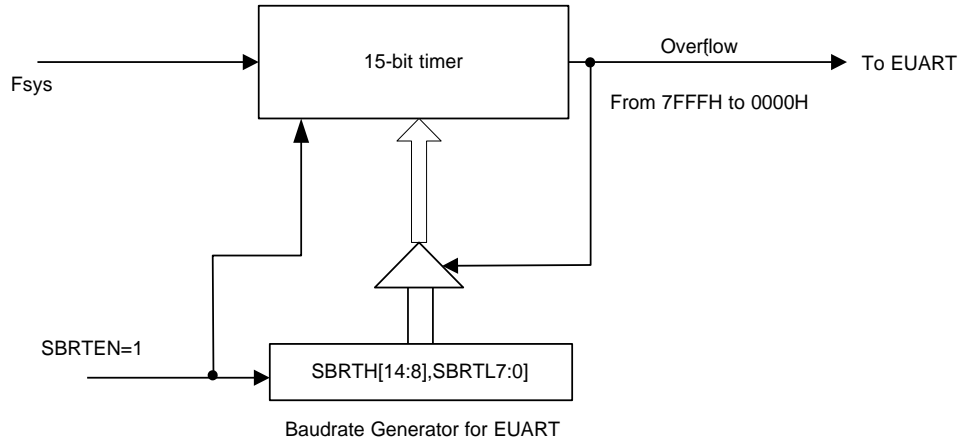 15-bit timer
Overflow
Fsys
To EUART
From 7FFFH to 0000H
SBRTEN=1
SBRTH[14:8],SBRTL7:0]
Baudrate Generator for EUART